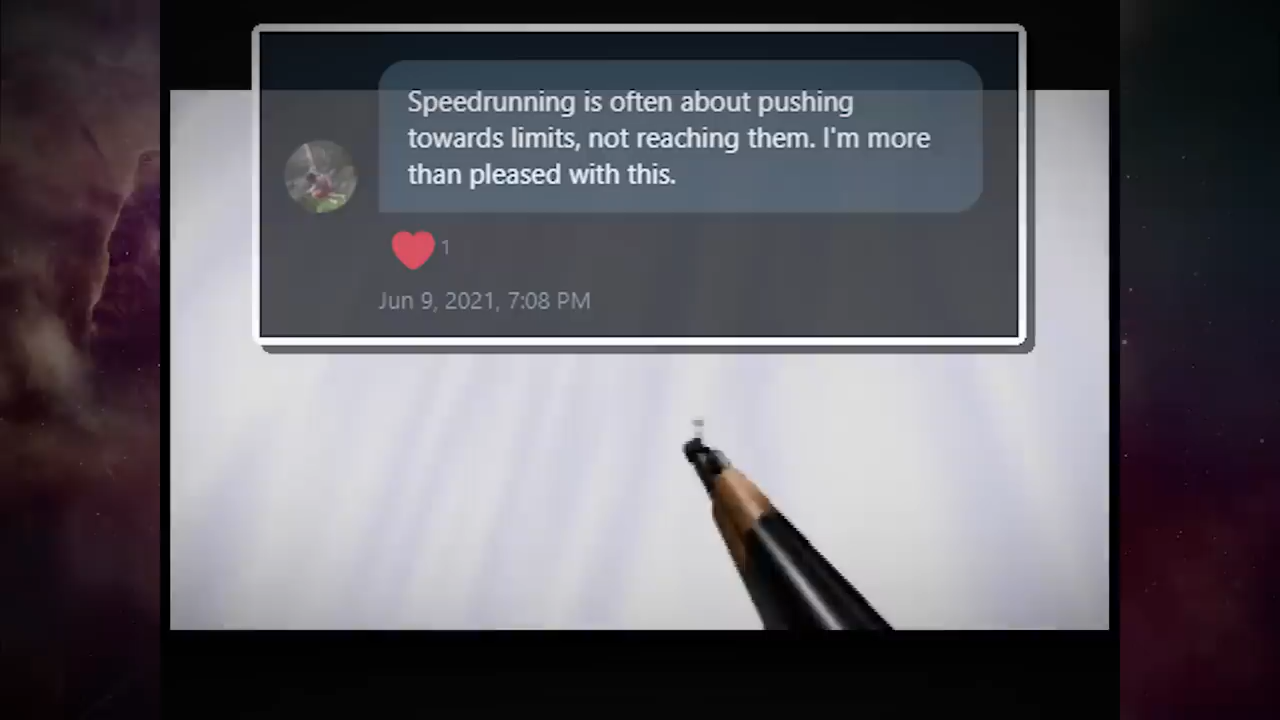 Speedrunning is often about pushing
towards limits, not reaching them. I'm more
than pleased with this.
1
Jun 9, 2021, 7:08 PM